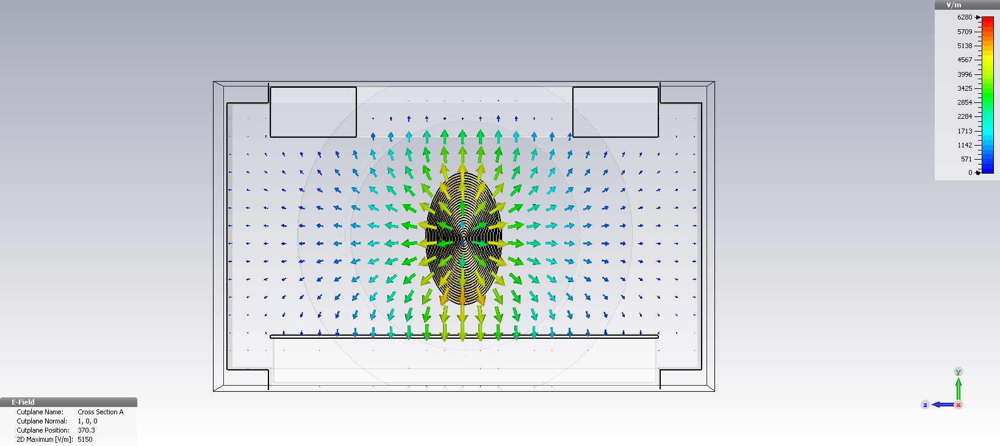 V/m
6280
5709
5138
4567
3996
3425
2854
2284
1713
1142
571
0
y
z
x
E-Field
Cutplane Name: Cross Section A
Cutplane Normal: 1, 0, 0
Cutplane Position: 370.3
2D Maximum [V/m]: 5150